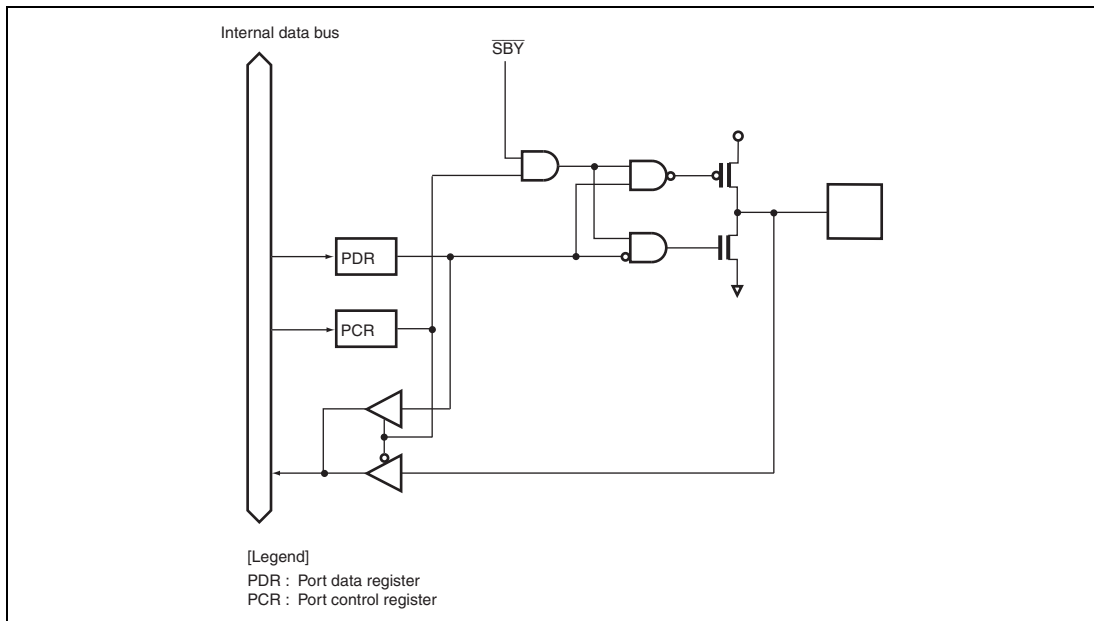 Internal data bus
SBY
PDR
PCR
[Legend]
PDR : Port data register
PCR : Port control register